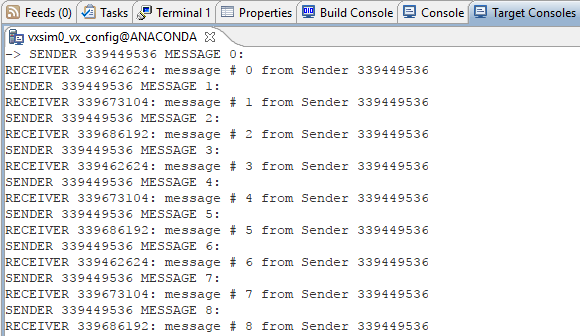 Feeds (0) Tasks Terminal 1 Properties Build Console Console Target Consoles
vxsim0_vx_config@ANACONDA
-> SENDER 339449536 MESSAGE 0:
RECEIVER 339462624: message # 0 from Sender 339449536
SENDER 339449536 MESSAGE 1:
RECEIVER 339673104: message # 1 from Sender 339449536
SENDER 339449536 MESSAGE 2:
RECEIVER 339686192: message # 2 from Sender 339449536
SENDER 339449536 MESSAGE 3:
RECEIVER 339462624: message # 3 from Sender 339449536
SENDER 339449536 MESSAGE 4:
RECEIVER 339673104: message # 4 from Sender 339449536
SENDER 339449536 MESSAGE 5:
RECEIVER 339686192: message # 5 from Sender 339449536
SENDER 339449536 MESSAGE 6:
RECEIVER 339462624: message # 6 from Sender 339449536
SENDER 339449536 MESSAGE 7:
RECEIVER 339673104: message # 7 from Sender 339449536
SENDER 339449536 MESSAGE 8:
RECEIVER 339686192: message # 8 from Sender 339449536